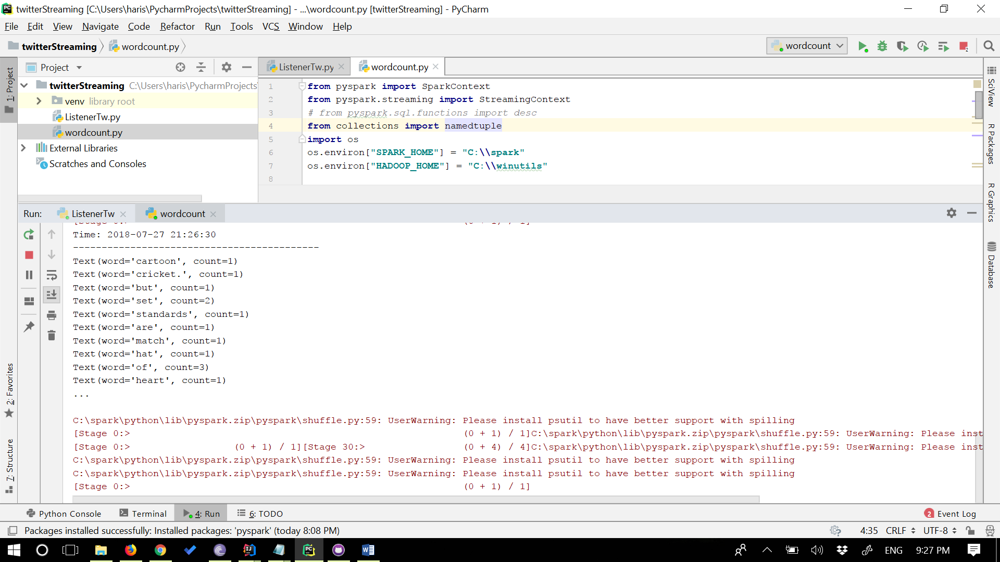 twitterStreaming [C:\Users\haris\PycharmProjects\twitterStreaming] - ...\wordcount.py [twitterStreaming] - PyCharm
File Edit View Navigate Code Refactor Run Tools VCS Window Help
twitterStreaming wordcount.py
wordcount
2
1: Project
Project
twitterStreaming C:\Users\haris\PycharmProjects
venv library root
ListenerTw.py
wordcount.py
External Libraries
Scratches and Consoles
ListenerTw.py wordcount.py
1 from pyspark import SparkContext
2 from pyspark.streaming import StreamingContext
3 # from pyspark.sql.functions import desc
4 from collections import namedtuple
5 import os
6 os.environ["SPARK_HOME"] = "C:\\spark"
7 os.environ["HADOOP_HOME"] = "C:\\winutils"
8
SciView
R Packages
R Graphics
Database
Run: ListenerTw wordcount
[Stage 0:> (0 + 1) / 1]
Time: 2018-07-27 21:26:30
-------------------------------------------
Text(word='cartoon', count=1)
Text(word='cricket.', count=1)
Text(word='but', count=1)
Text(word='set', count=2)
Text(word='standards', count=1)
Text(word='are', count=1)
Text(word='match', count=1)
Text(word='hat', count=1)
Text(word='of', count=3)
Text(word='heart', count=1)
...
C:\spark\python\lib\pyspark.zip\pyspark\shuffle.py:59: UserWarning: Please install psutil to have better support with spilling
[Stage 0:> (0 + 1) / 1]C:\spark\python\lib\pyspark.zip\pyspark\shuffle.py:59: UserWarning: Please inst
[Stage 0:> (0 + 1) / 1][Stage 30:> (0 + 4) / 4]C:\spark\python\lib\pyspark.zip\pyspark\shuffle.py:59: UserWarning: Please inst
C:\spark\python\lib\pyspark.zip\pyspark\shuffle.py:59: UserWarning: Please install psutil to have better support with spilling
C:\spark\python\lib\pyspark.zip\pyspark\shuffle.py:59: UserWarning: Please install psutil to have better support with spilling
[Stage 0:> (0 + 1) / 1]
2: Favorites
7: Structure
Python Console Terminal 4: Run 6: TODO 2 Event Log
Packages installed successfully: Installed packages: 'pyspark' (today 8:08 PM) 4:35 CRLF UTF-8
ENG 9:27 PM